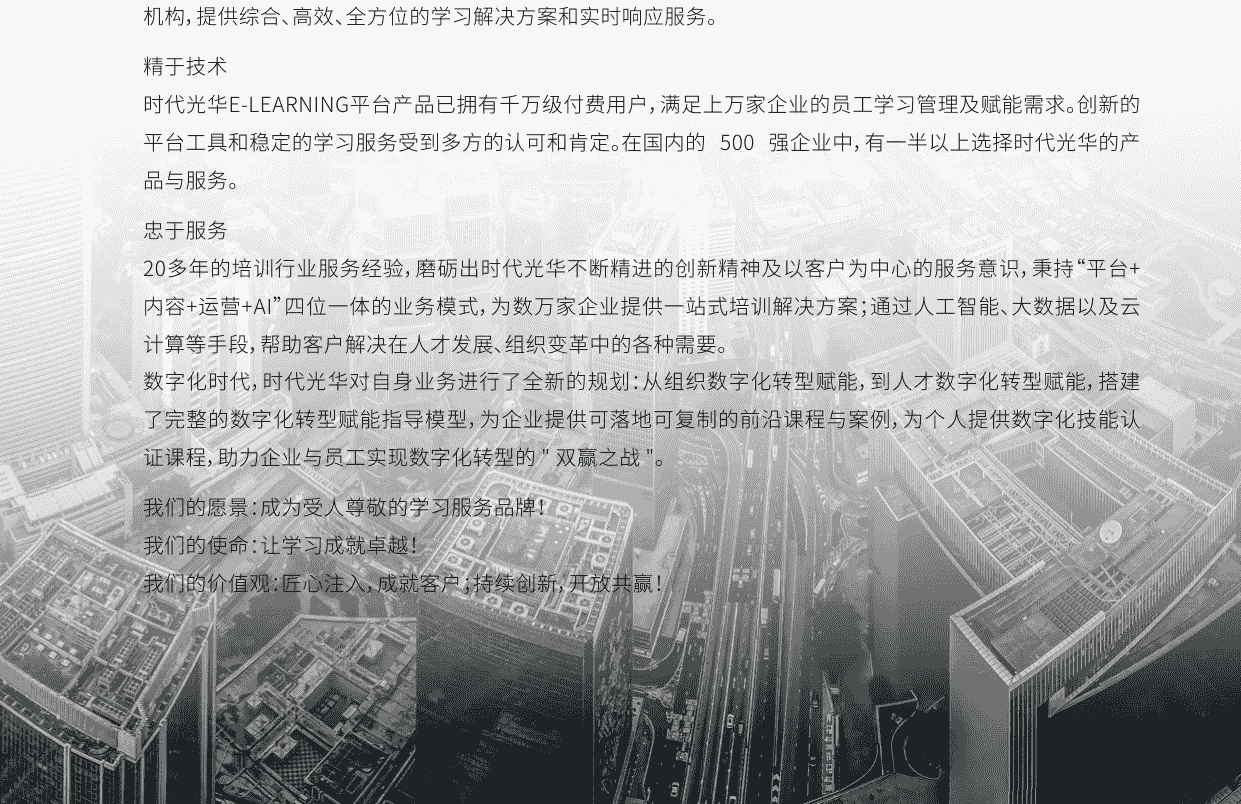 机构，提供综合、高效、全方位的学习解决方案和实时响应服务。
精于技术
时代光华E-LEARNING平台产品已拥有千万级付费用户，满足上万家企业的员工学习管理及赋能需求。创新的
平台工具和稳定的学习服务受到多方的认可和肯定。在国内的 500 强企业中，有一半以上选择时代光华的产
品与服务。
忠于服务
20多年的培训行业服务经验，磨砺出时代光华不断精进的创新精神及以客户为中心的服务意识，秉持“平台+
内容+运营+AI”四位一体的业务模式，为数万家企业提供一站式培训解决方案；通过人工智能、大数据以及云
计算等手段，帮助客户解决在人才发展、组织变革中的各种需要。
数字化时代，时代光华对自身业务进行了全新的规划：从组织数字化转型赋能，到人才数字化转型赋能，搭建
了完整的数字化转型赋能指导模型，为企业提供可落地可复制的前沿课程与案例，为个人提供数字化技能认
证课程，助力企业与员工实现数字化转型的 " 双赢之战 "。
我们的愿景：成为受人尊敬的学习服务品牌！
我们的使命：让学习成就卓越！
我们的价值观：匠心注入，成就客户；持续创新，开放共赢！